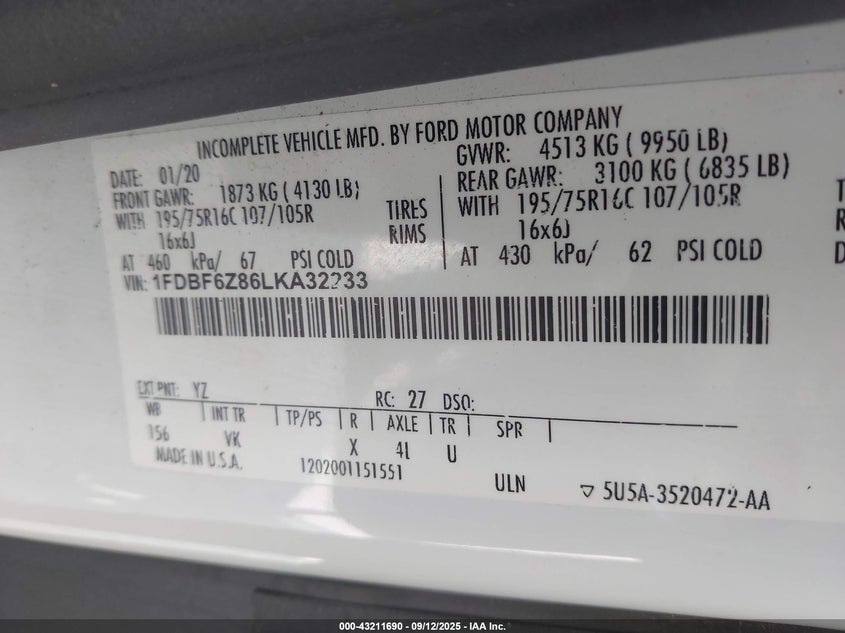 INCOMPLETE VEHICLE MFD. BY FORD MOTOR COMPANY
DATE: 01/20 GVWR: 4513 KG ( 9950 LB)
FRONT GAWR: 1873 KG ( 4130 LB) REAR GAWR: 3100 KG ( 6835 LB)
WITH 195/75R16C 107/105R TIRES WITH 195/75R16C 107/105R
16x6J RIMS 16x6J
AT 460 kPa/ 67 PSI COLD AT 430 kPa/ 62 PSI COLD
VIN: 1FDBF6Z86LKA32233
EXT PNT: YZ RC: 27 DSO:
WB | INT TR | TP/PS | R | AXLE | TR | SPR |
156 VK X 4L U
MADE IN U.S.A. 1202001151551 ULN ▽ 5U5A-3520472-AA
000-43211690 - 09/12/2025 - IAA Inc.